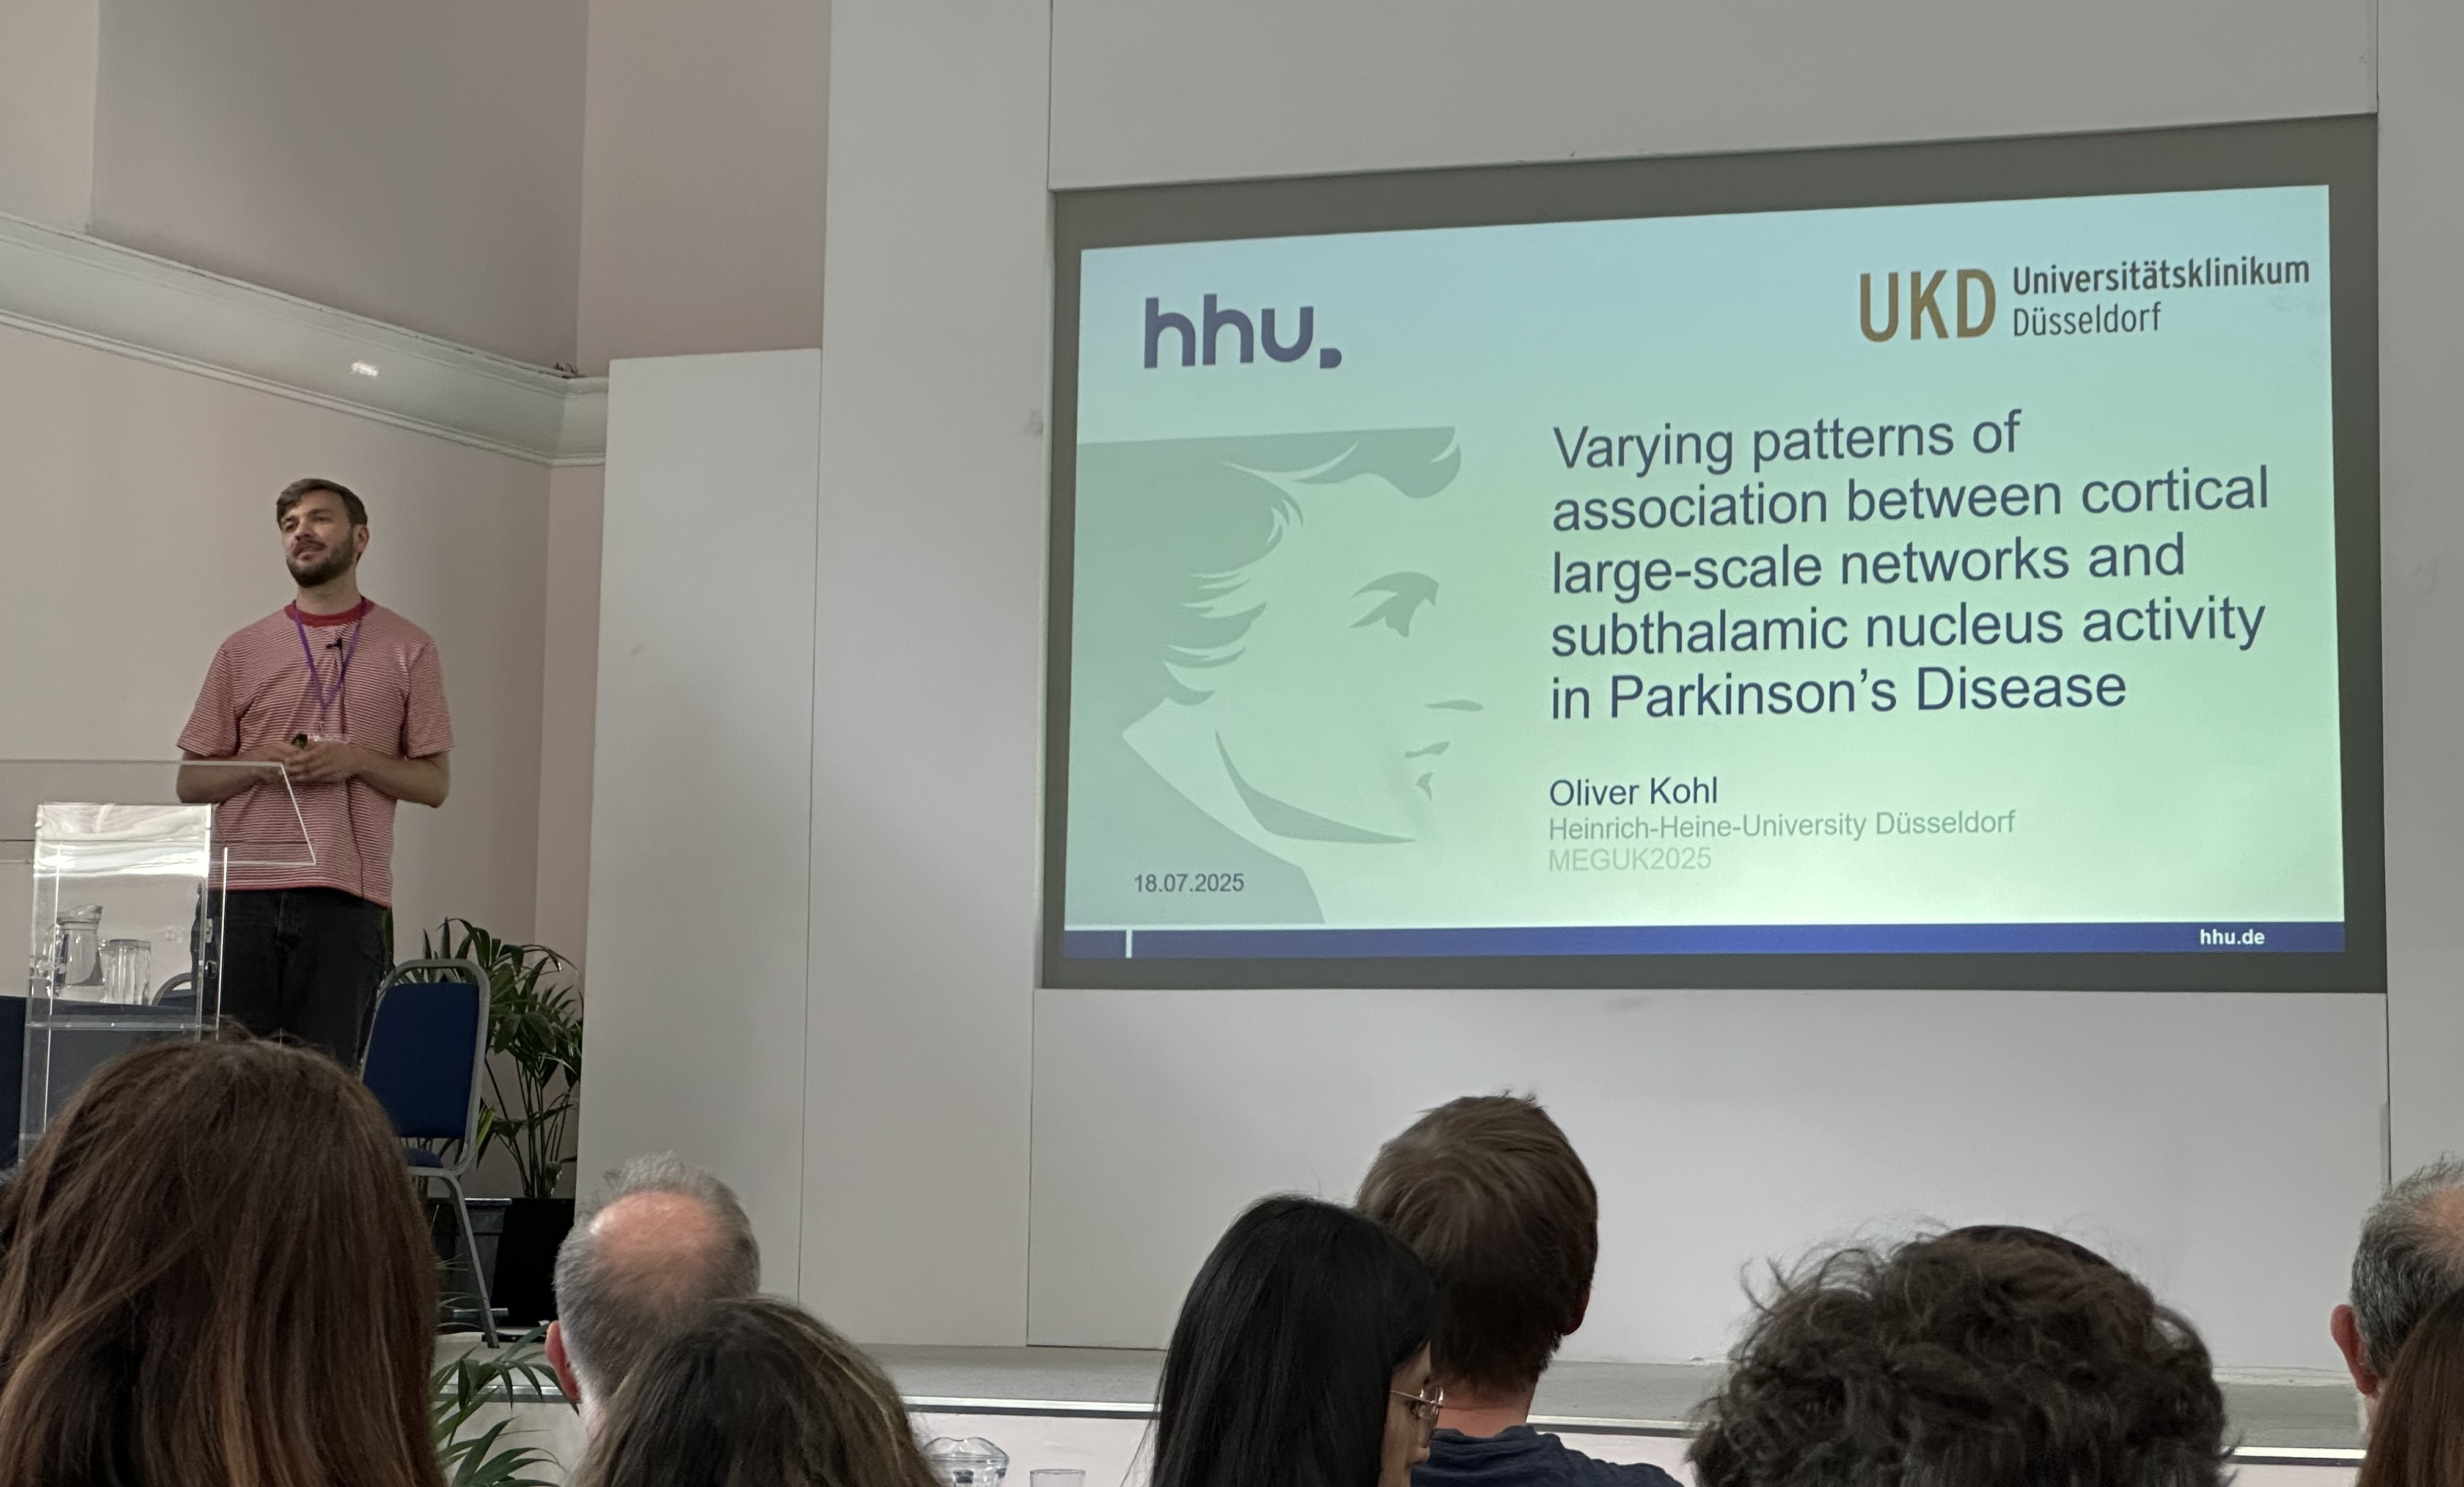 hhu.
UKD Universitätsklinikum
Düsseldorf
Varying patterns of
association between cortical
large-scale networks and
subthalamic nucleus activity
in Parkinson’s Disease
Oliver Kohl
Heinrich-Heine-University Düsseldorf
MEGUK2025
18.07.2025
hhu.de